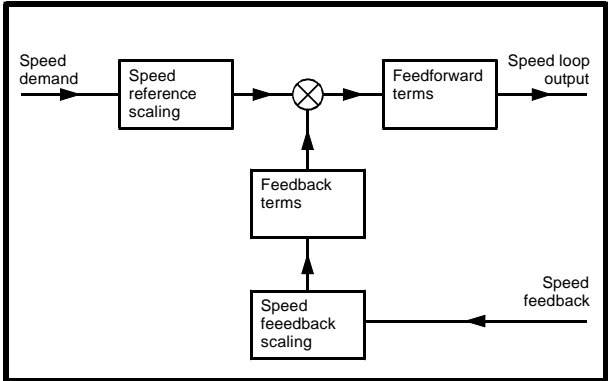 Speed
demand
Speed
reference
scaling
Feedforward
terms
Speed loop
output
Feedback
terms
Speed
feeedback
scaling
Speed
feedback